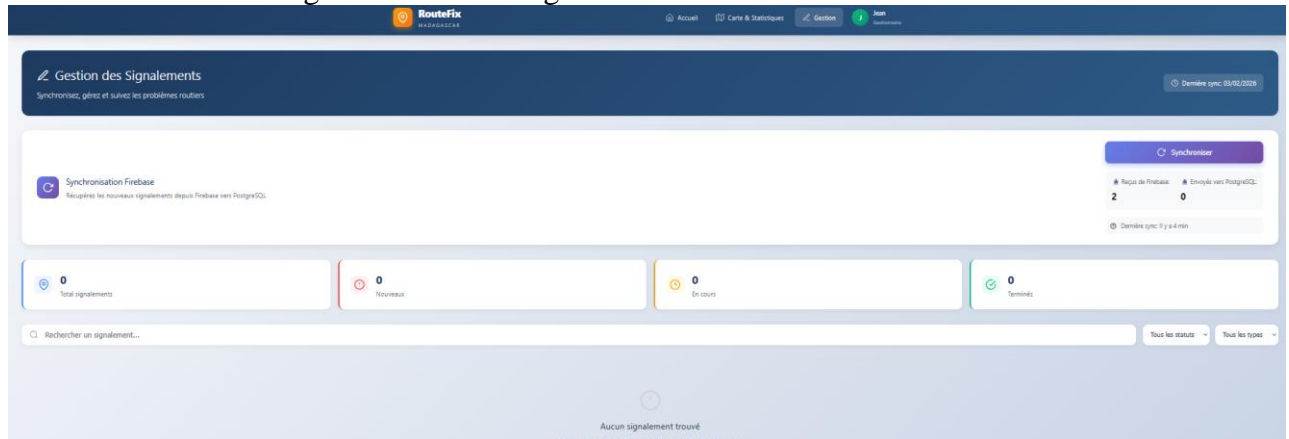 RouteFix
MADAGASCAR
Accueil
Carte & Statistiques
Gestion
J
Jean
Gestionnaire
Gestion des Signalements
Synchronisez, gérez et suivez les problèmes routiers
Dernière sync: 03/02/2026
Synchronisation Firebase
Récupérez les nouveaux signalements depuis Firebase vers PostgreSQL
Synchroniser
Reçus de Firebase:
Envoyés vers PostgreSQL:
2
0
Dernière sync: Il y a 4 min
0
Total signalements
0
Nouveaux
0
En cours
0
Terminés
Rechercher un signalement...
Tous les statuts
Tous les types
Aucun signalement trouvé